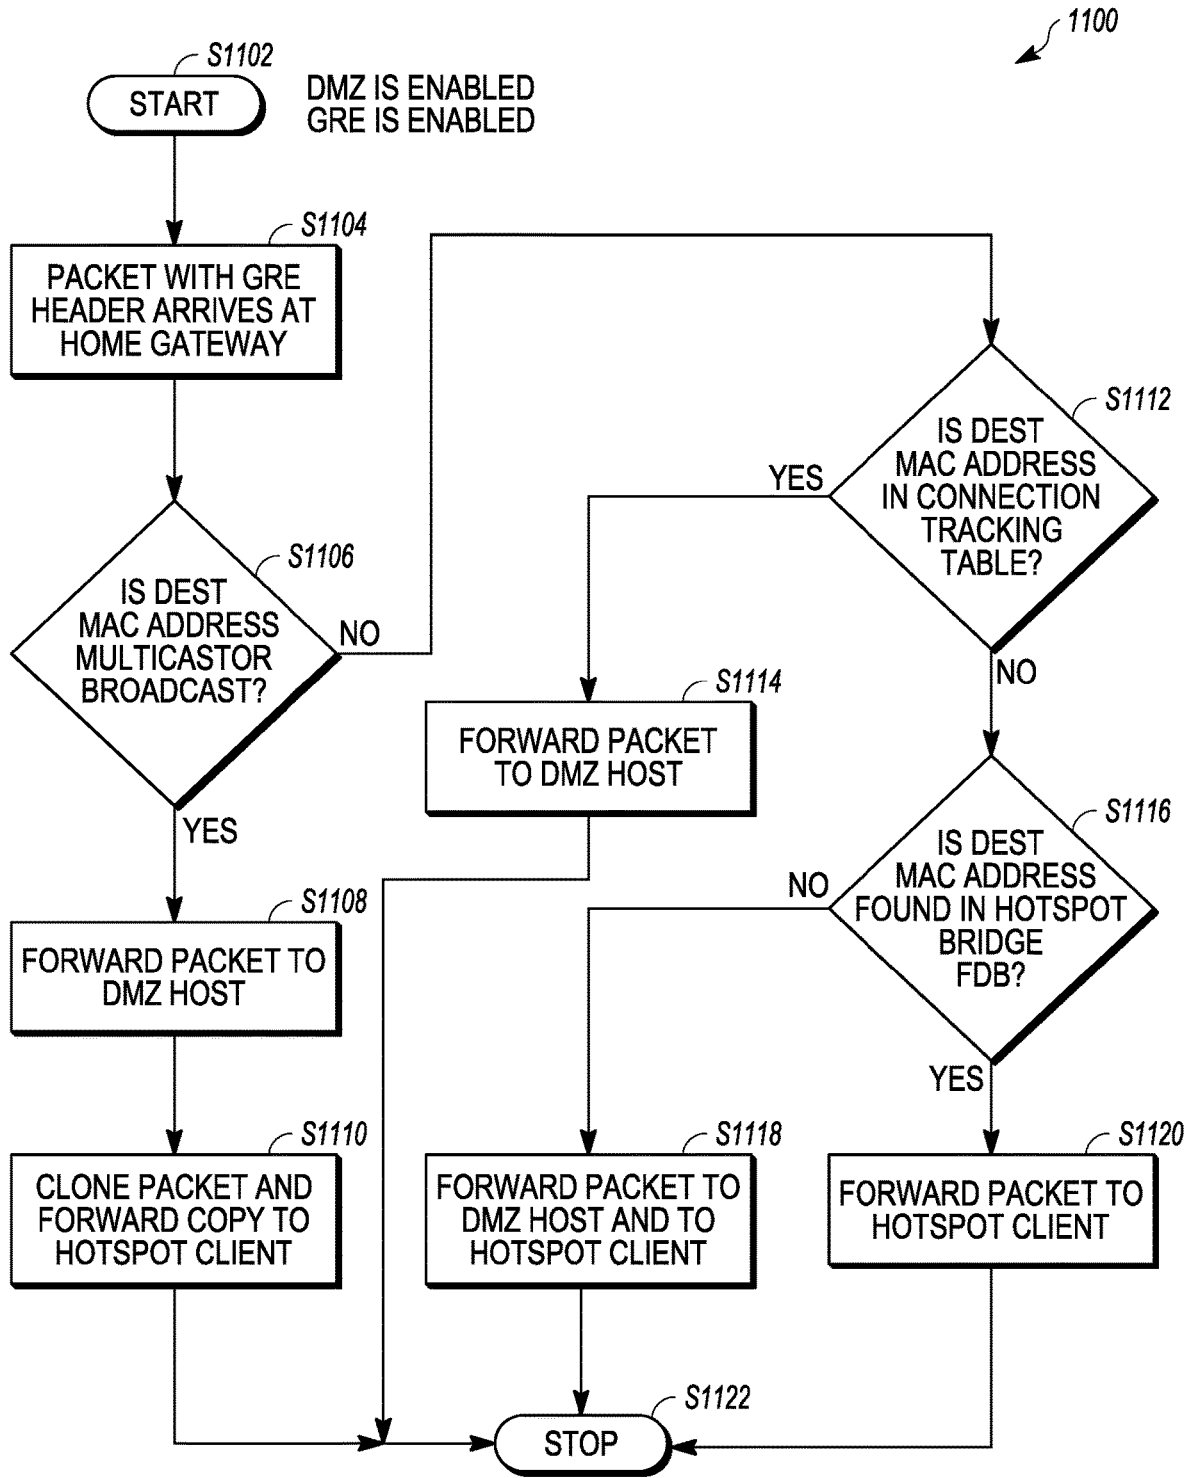 1100
S1102
START
DMZ IS ENABLED
GRE IS ENABLED
S1104
PACKET WITH GRE
HEADER ARRIVES AT
HOME GATEWAY
S1106
IS DEST
MAC ADDRESS
MULTICASTOR
BROADCAST?
NO
YES
S1108
FORWARD PACKET TO
DMZ HOST
S1110
CLONE PACKET AND
FORWARD COPY TO
HOTSPOT CLIENT
S1112
IS DEST
MAC ADDRESS
IN CONNECTION
TRACKING
TABLE?
YES
NO
S1114
FORWARD PACKET
TO DMZ HOST
S1116
IS DEST
MAC ADDRESS
FOUND IN HOTSPOT
BRIDGE
FDB?
NO
YES
S1118
FORWARD PACKET TO
DMZ HOST AND TO
HOTSPOT CLIENT
S1120
FORWARD PACKET TO
HOTSPOT CLIENT
S1122
STOP